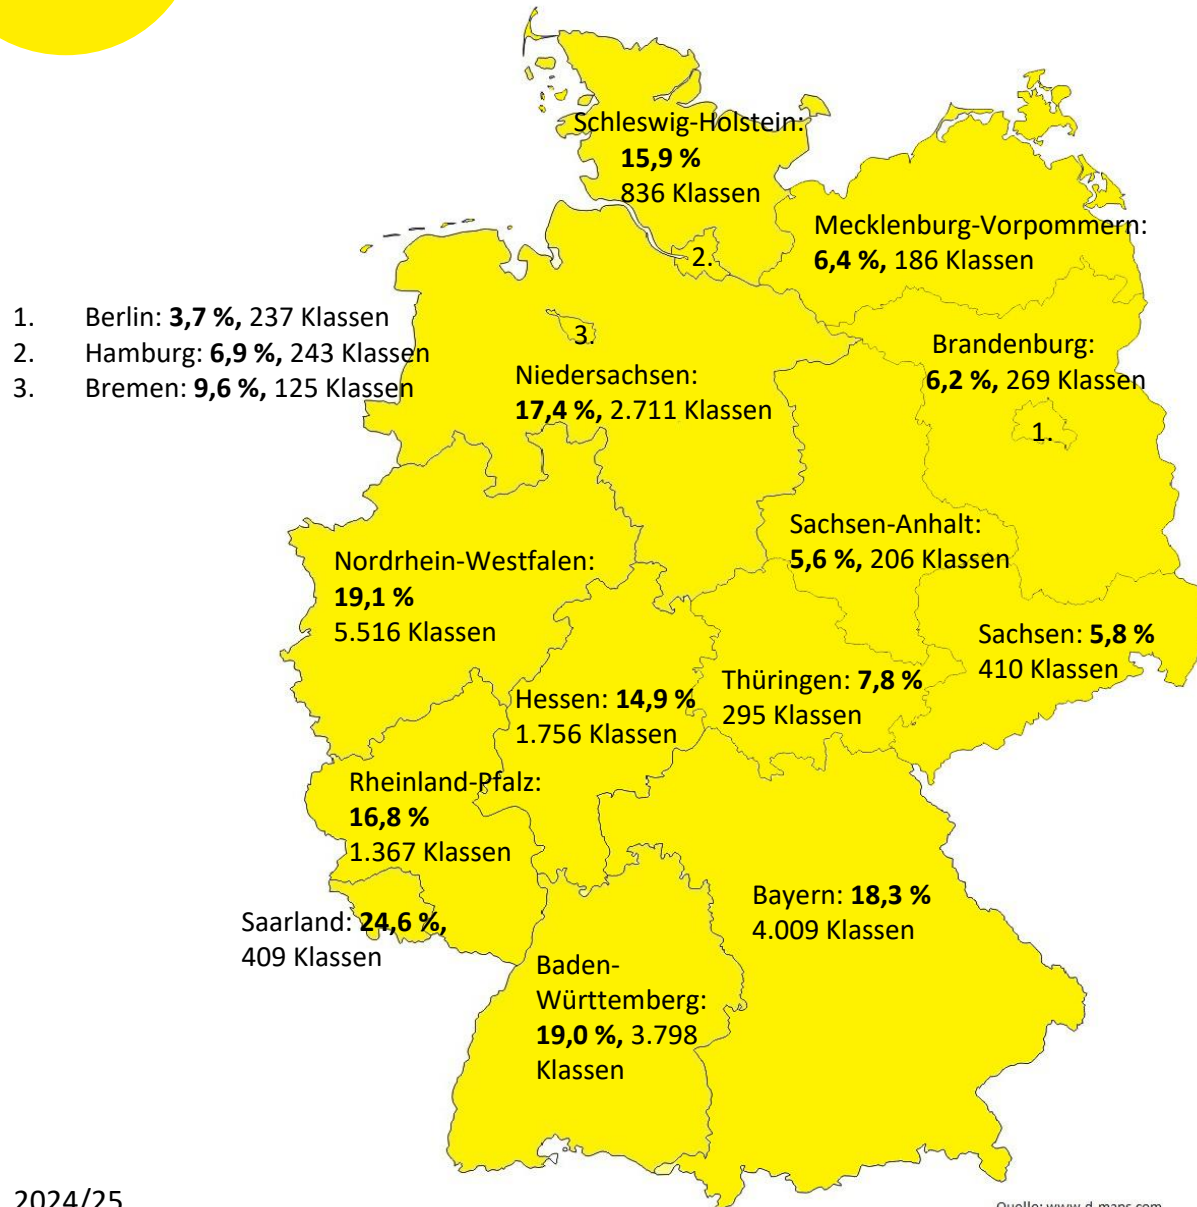 Schleswig-Holstein:
15,9 %
836 Klassen
Mecklenburg-Vorpommern:
6,4 %, 186 Klassen
2.
1. Berlin: 3,7 %, 237 Klassen
2. Hamburg: 6,9 %, 243 Klassen
3. Bremen: 9,6 %, 125 Klassen
3.
Brandenburg:
6,2 %, 269 Klassen
1.
Niedersachsen:
17,4 %, 2.711 Klassen
Sachsen-Anhalt:
5,6 %, 206 Klassen
Nordrhein-Westfalen:
19,1 %
5.516 Klassen
Sachsen: 5,8 %
410 Klassen
Thüringen: 7,8 %
295 Klassen
Hessen: 14,9 %
1.756 Klassen
Rheinland-Pfalz:
16,8 %
1.367 Klassen
Bayern: 18,3 %
4.009 Klassen
Saarland: 24,6 %,
409 Klassen
Baden-
Württemberg:
19,0 %, 3.798
Klassen
2024/25
Quelle: www.d-maps.com